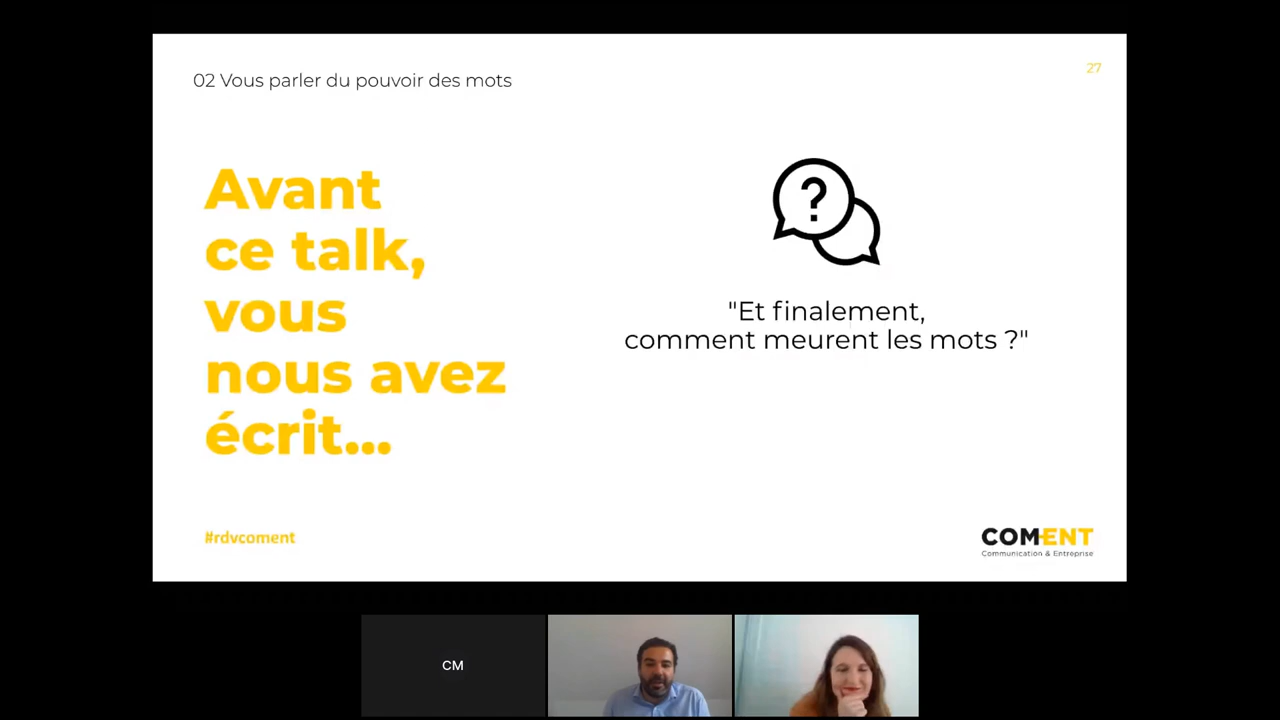 02 Vous parler du pouvoir des mots
27
Avant
ce talk,
vous
nous avez
écrit...
?
"Et finalement,
comment meurent les mots ?"
#rdvcoment
COMENT
Communication & Entreprise
CM